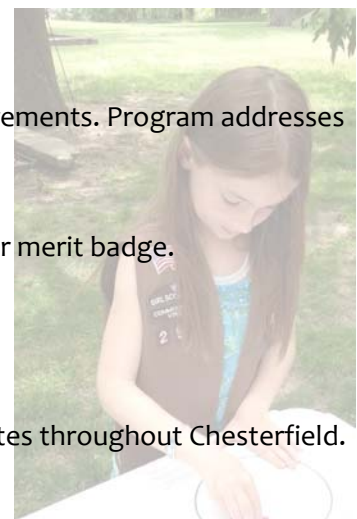 ements. Program addresses
r merit badge.
tes throughout Chesterfield.